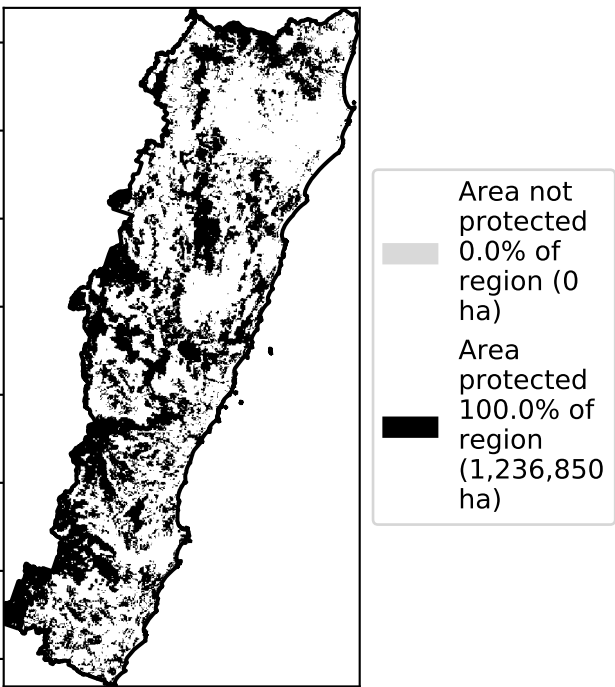 Area not
protected
0.0% of
region (0
ha)
Area
protected
100.0% of
region
(1,236,850
ha)